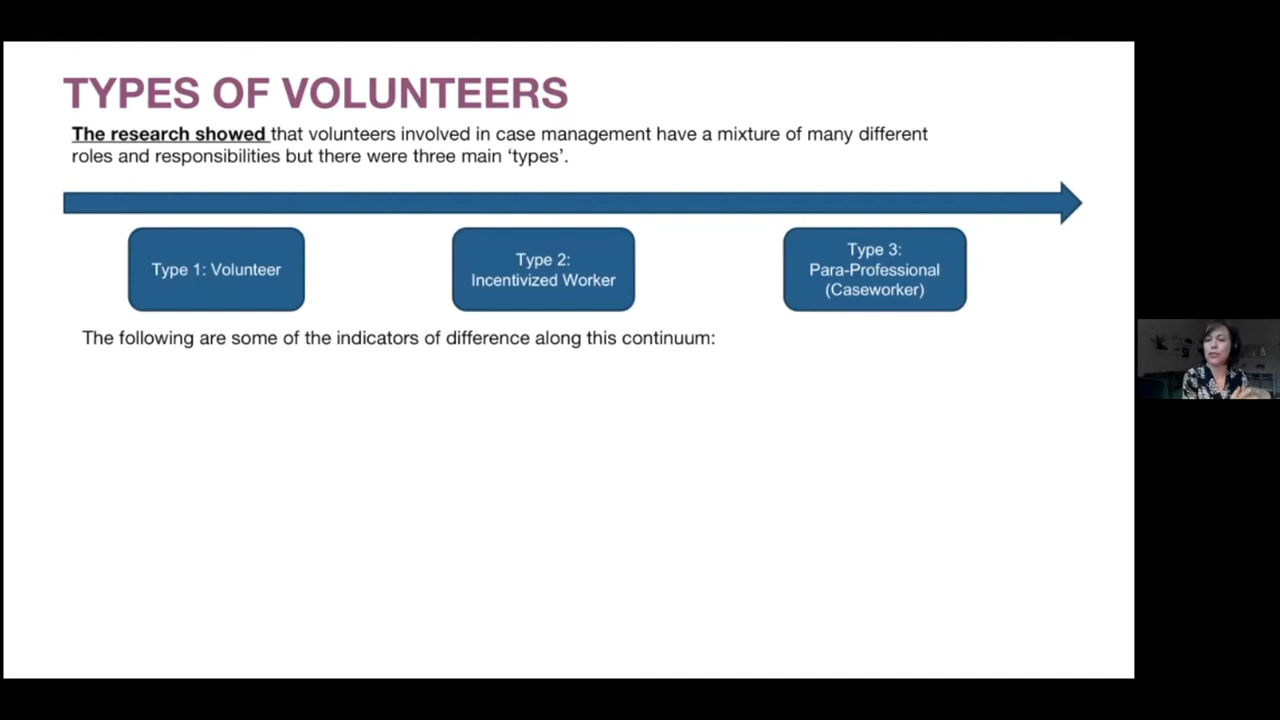 TYPES OF VOLUNTEERS
The research showed that volunteers involved in case management have a mixture of many different
roles and responsibilities but there were three main ‘types’.
Type 1: Volunteer
Type 2:
Incentivized Worker
Type 3:
Para-Professional
(Caseworker)
The following are some of the indicators of difference along this continuum: